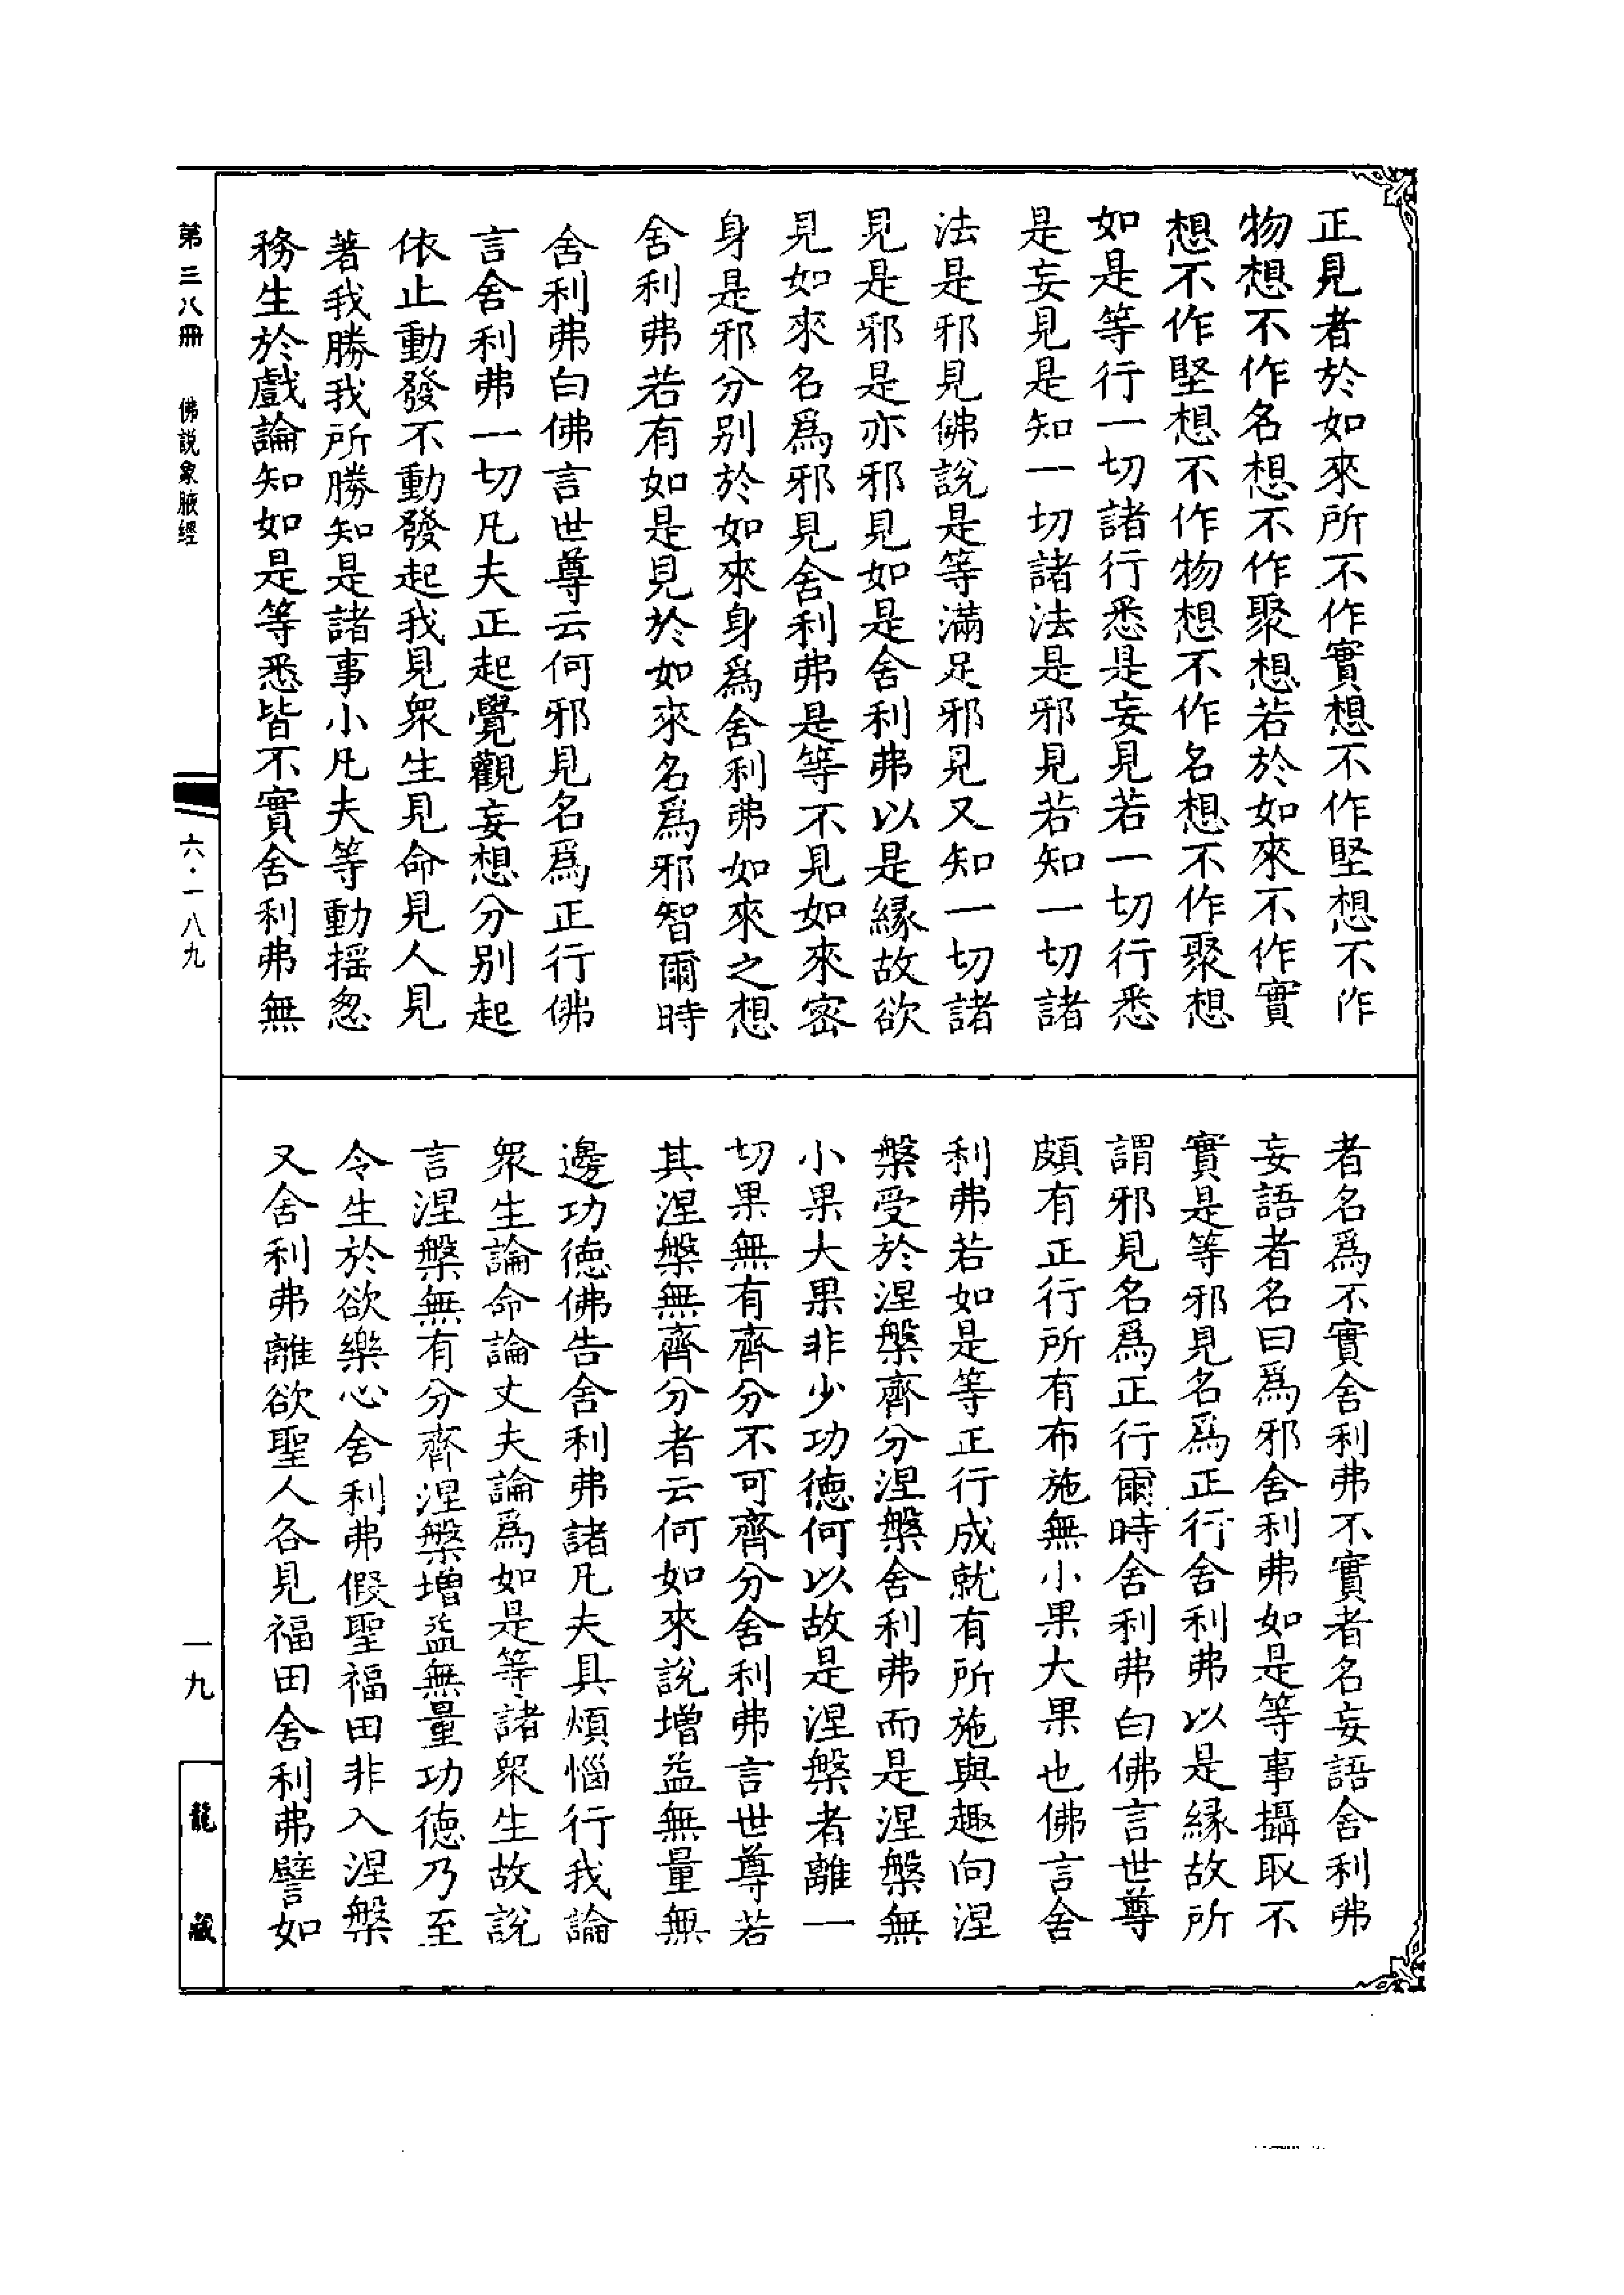 正見者於如來所不作實想不作堅想不作
物想不作名想不作聚想若於如來不作實
想不作堅想不作物想不作名想不作聚想
如是等行一切諸行悉是妄見若一切行悉
是妄見是知一切諸法是邪見若知一切諸
法是邪見佛說是等滿足邪見又知一切諸
見是邪是亦邪見如是舍利弗以是緣故欲
見如來名爲邪見舍利弗是等不見如來密
身是邪分別於如來身爲舍利弗如來之想
舍利弗若有如是見於如來名爲邪智爾時
舍利弗白佛言世尊云何邪見名爲正行佛
言舍利弗一切凡夫正起覺觀妄想分別起
依止動發不動發起我見衆生見命見人見
著我勝我所勝知是諸事小凡夫等動搖怱
務生於戲論知如是等悉皆不實舍利弗無
者名爲不實舍利弗不實者名妄語舍利弗
妄語者名曰爲邪舍利弗如是等事攝取不
實是等邪見名爲正行舍利弗以是緣故所
謂邪見名爲正行爾時舍利弗白佛言世尊
頗有正行所有布施無小果大果也佛言舍
利弗若如是等正行成就有所施與趣向涅
槃受於涅槃齊分涅槃舍利弗而是涅槃無
小果大果非少功德何以故是涅槃者離一
切果無有齊分不可齊分舍利弗言世尊若
其涅槃無齊分者云何如來說增益無量無
邊功德佛告舍利弗諸凡夫具煩惱行我論
衆生論命論丈夫論爲如是等諸衆生故說
言涅槃無有分齊涅槃增益無量功德乃至
令生於欲樂心舍利弗假聖福田非入涅槃
又舍利弗離欲聖人各見福田舍利弗譬如
第三八冊 佛說象腋經 六·一八九
一九
龍藏